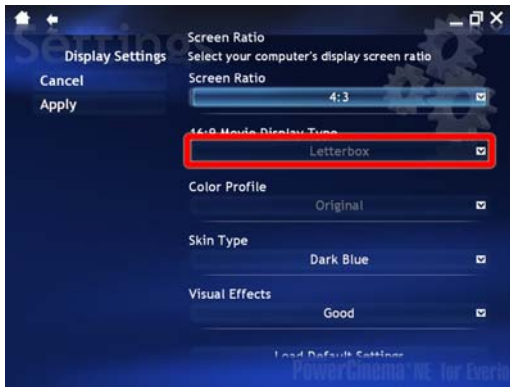 Settings
Display Settings
Cancel
Apply
Screen Ratio
Select your computer's display screen ratio
Screen Ratio
4:3
16:9 Movie Display Type
Letterbox
Color Profile
Original
Skin Type
Dark Blue
Visual Effects
Good
Load Default Settings
PowerCinema NE for Everio